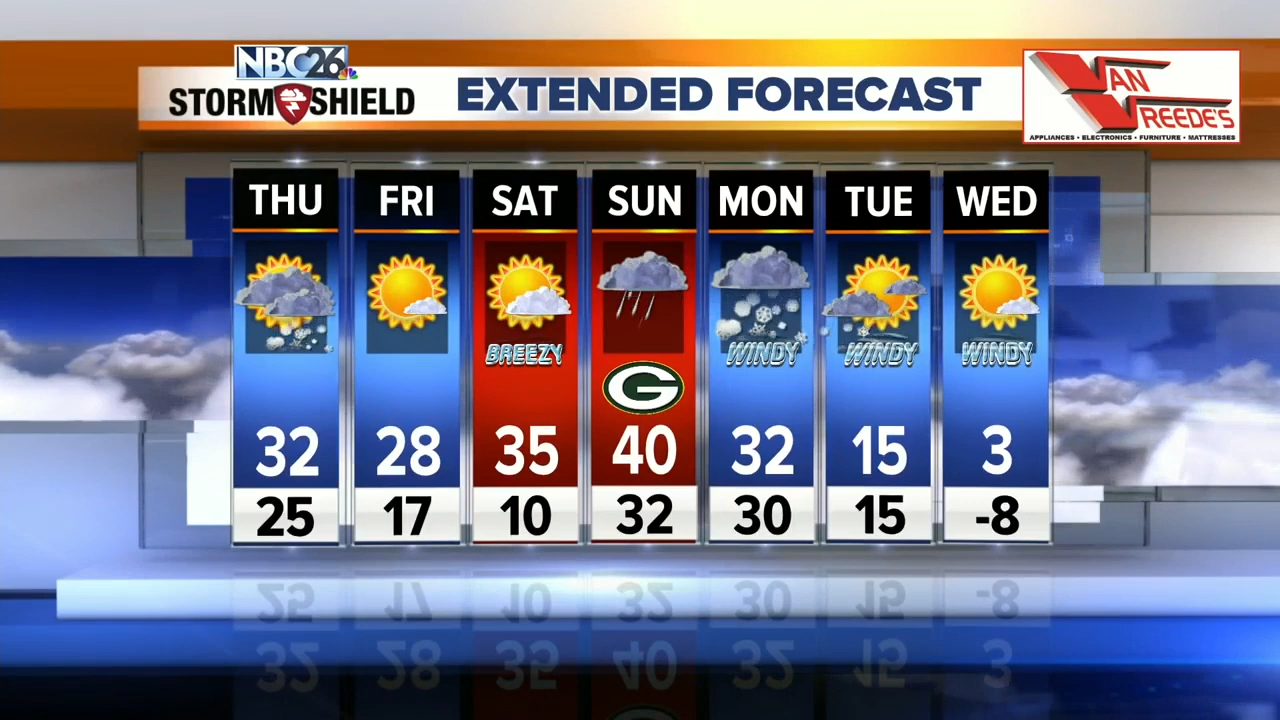 NBC26
STORM SHIELD
EXTENDED FORECAST
VAN VREEDE'S
APPLIANCES • ELECTRONICS • FURNITURE • MATTRESSES
THU FRI SAT SUN MON TUE WED
BREEZY WINDY WINDY WINDY
G
32 28 35 40 32 15 3
25 17 10 32 30 15 -8